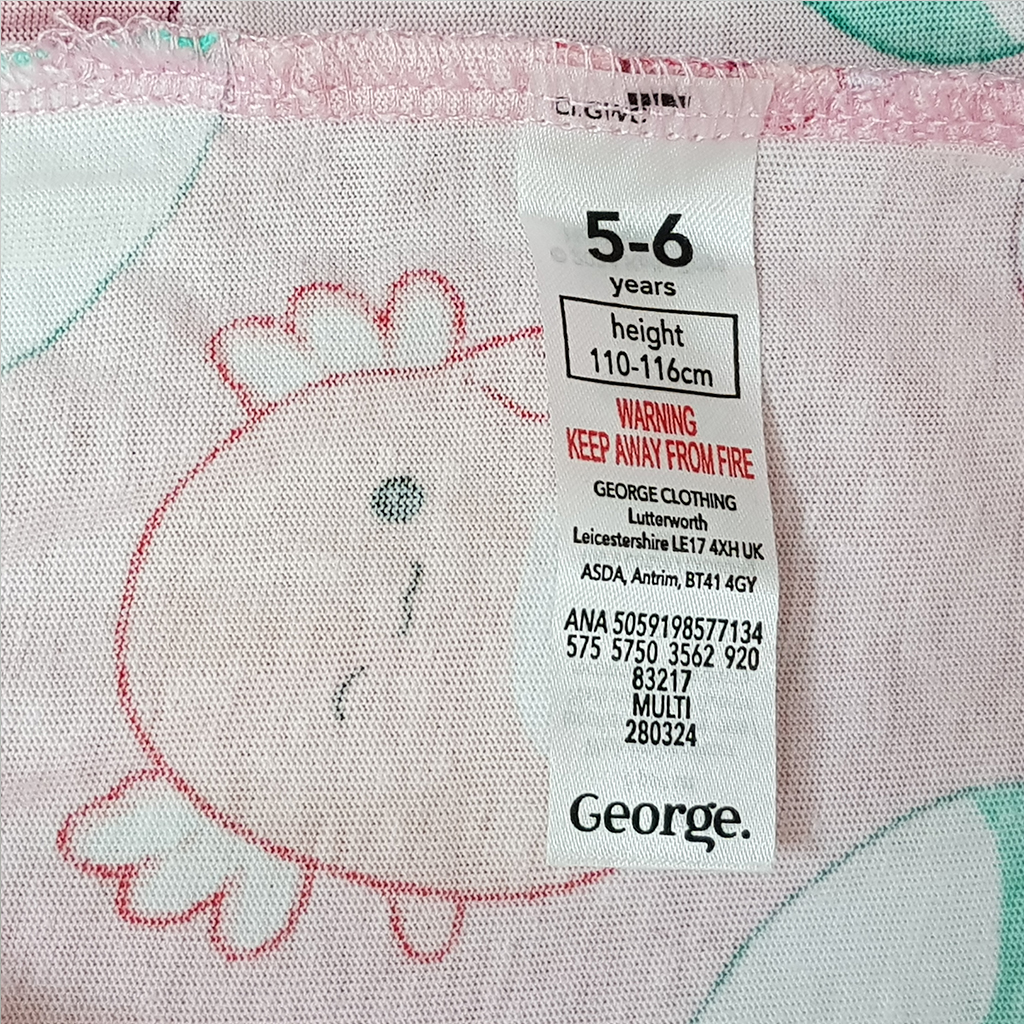 5-6
years
height
110-116cm
WARNING
KEEP AWAY FROM FIRE
GEORGE CLOTHING
Lutterworth
Leicestershire LE17 4XH UK
ASDA, Antrim, BT41 4GY
ANA 5059198577134
575 5750 3562 920
83217
MULTI
280324
George.